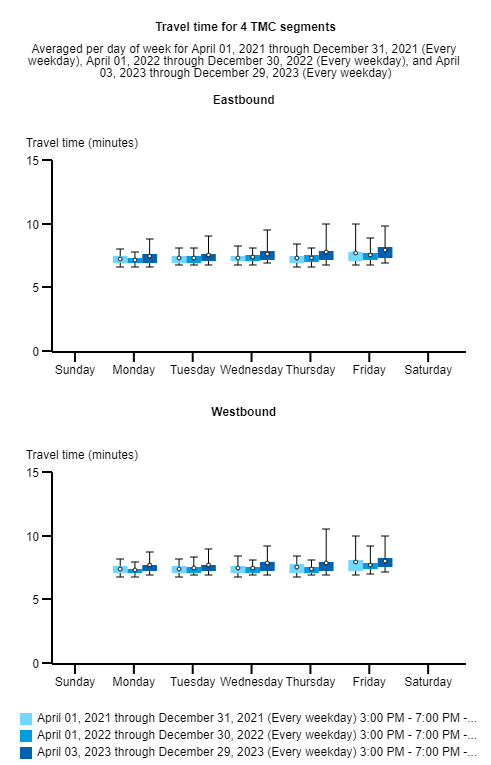 Travel time for 4 TMC segments
Averaged per day of week for April 01, 2021 through December 31, 2021 (Every
weekday), April 01, 2022 through December 30, 2022 (Every weekday), and April
03, 2023 through December 29, 2023 (Every weekday)
Eastbound
Travel time (minutes)
15
10
5
0
Sunday Monday Tuesday Wednesday Thursday Friday Saturday
Westbound
Travel time (minutes)
15
10
5
0
Sunday Monday Tuesday Wednesday Thursday Friday Saturday
April 01, 2021 through December 31, 2021 (Every weekday) 3:00 PM - 7:00 PM -...
April 01, 2022 through December 30, 2022 (Every weekday) 3:00 PM - 7:00 PM -...
April 03, 2023 through December 29, 2023 (Every weekday) 3:00 PM - 7:00 PM -...